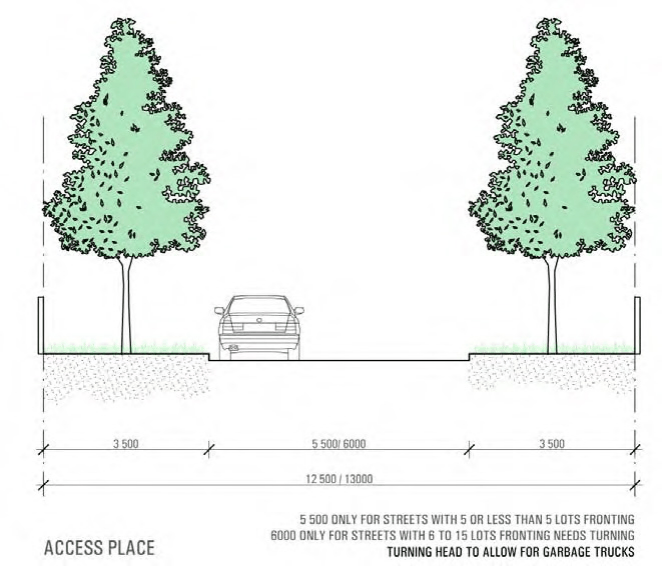 3 500
5 500/ 6000
3 500
12 500 / 13000
5 500 ONLY FOR STREETS WITH 5 OR LESS THAN 5 LOTS FRONTING
6000 ONLY FOR STREETS WITH 6 TO 15 LOTS FRONTING NEEDS TURNING
ACCESS PLACE
TURNING HEAD TO ALLOW FOR GARBAGE TRUCKS